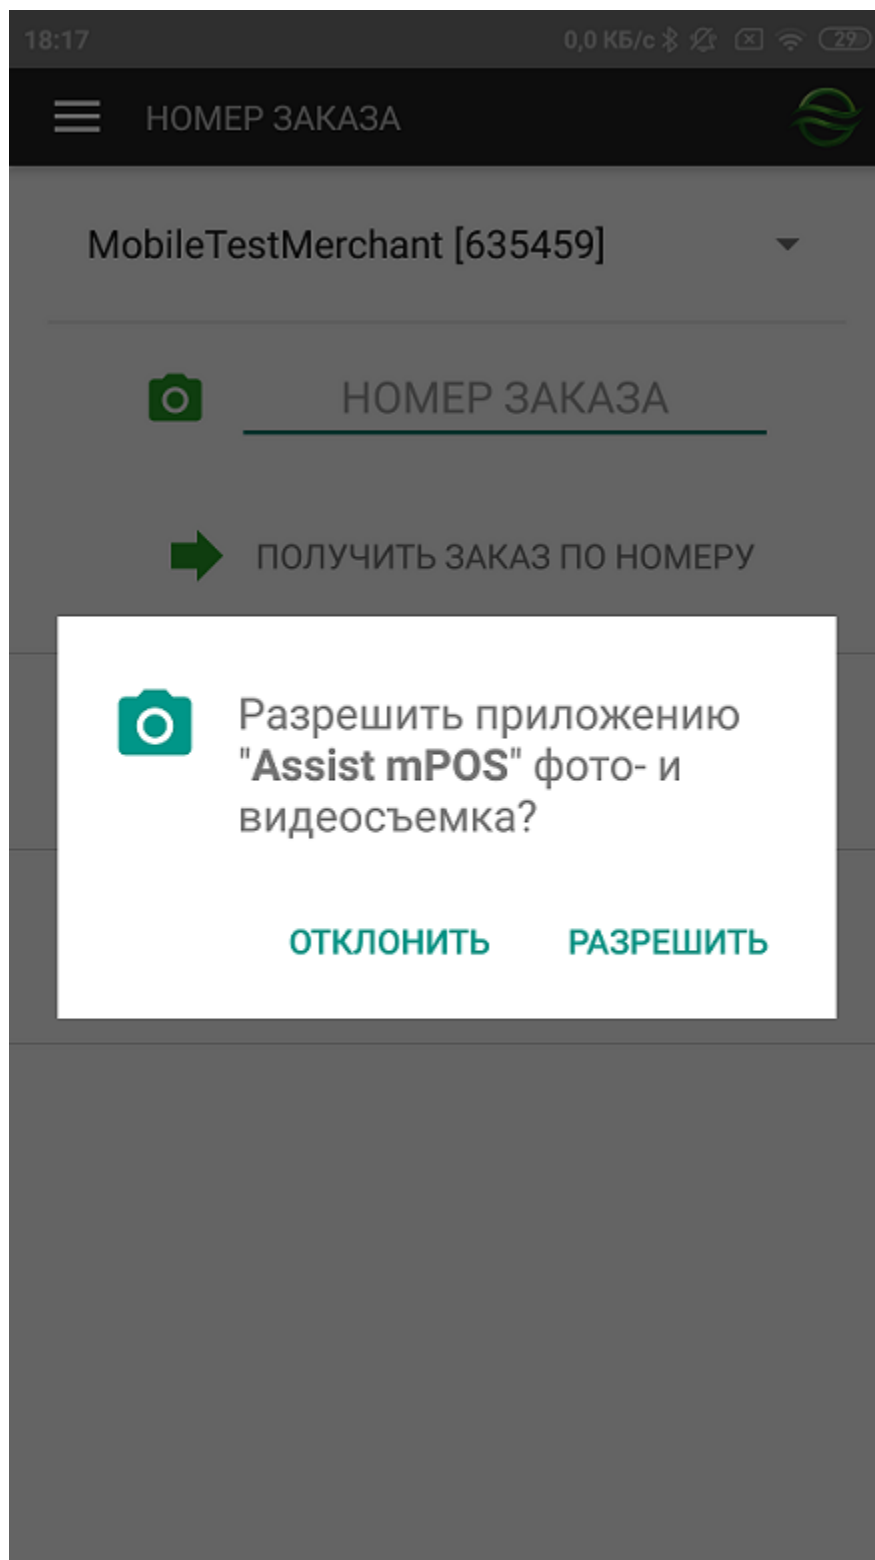 18:17
0,0 КБ/с 29
НОМЕР ЗАКАЗА
MobileTestMerchant [635459]
НОМЕР ЗАКАЗА
ПОЛУЧИТЬ ЗАКАЗ ПО НОМЕРУ
Разрешить приложению
"Assist mPOS" фото- и
видеосъемка?
ОТКЛОНИТЬ РАЗРЕШИТЬ